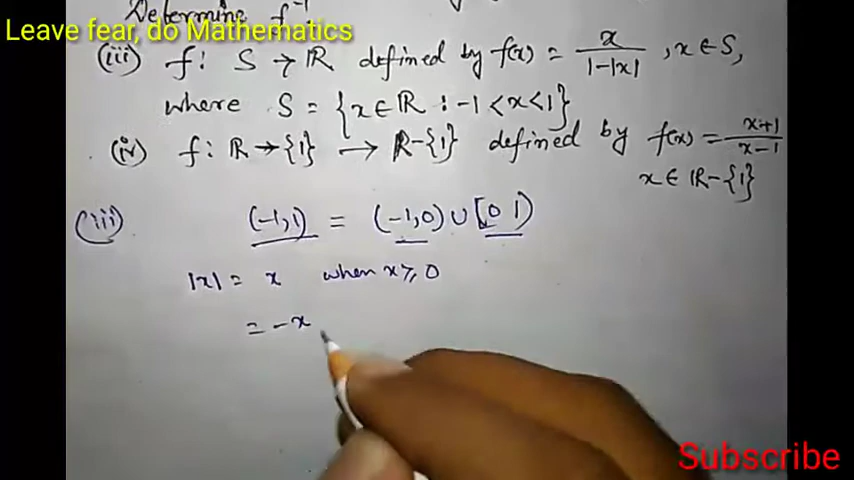 Determine f⁻¹
Leave fear, do Mathematics
(iii) f: S → ℝ defined by f(x) = x/(1-|x|), x ∈ S,
where S = {x ∈ ℝ : -1 < x < 1}
(iv) f: ℝ → {1} → ℝ-{1} defined by f(x) = (x+1)/(x-1)
x ∈ ℝ-{1}
(iii) (-1,1) = (-1,0) ∪ [0 1)
|x| = x when x ≥ 0
= -x
Subscribe